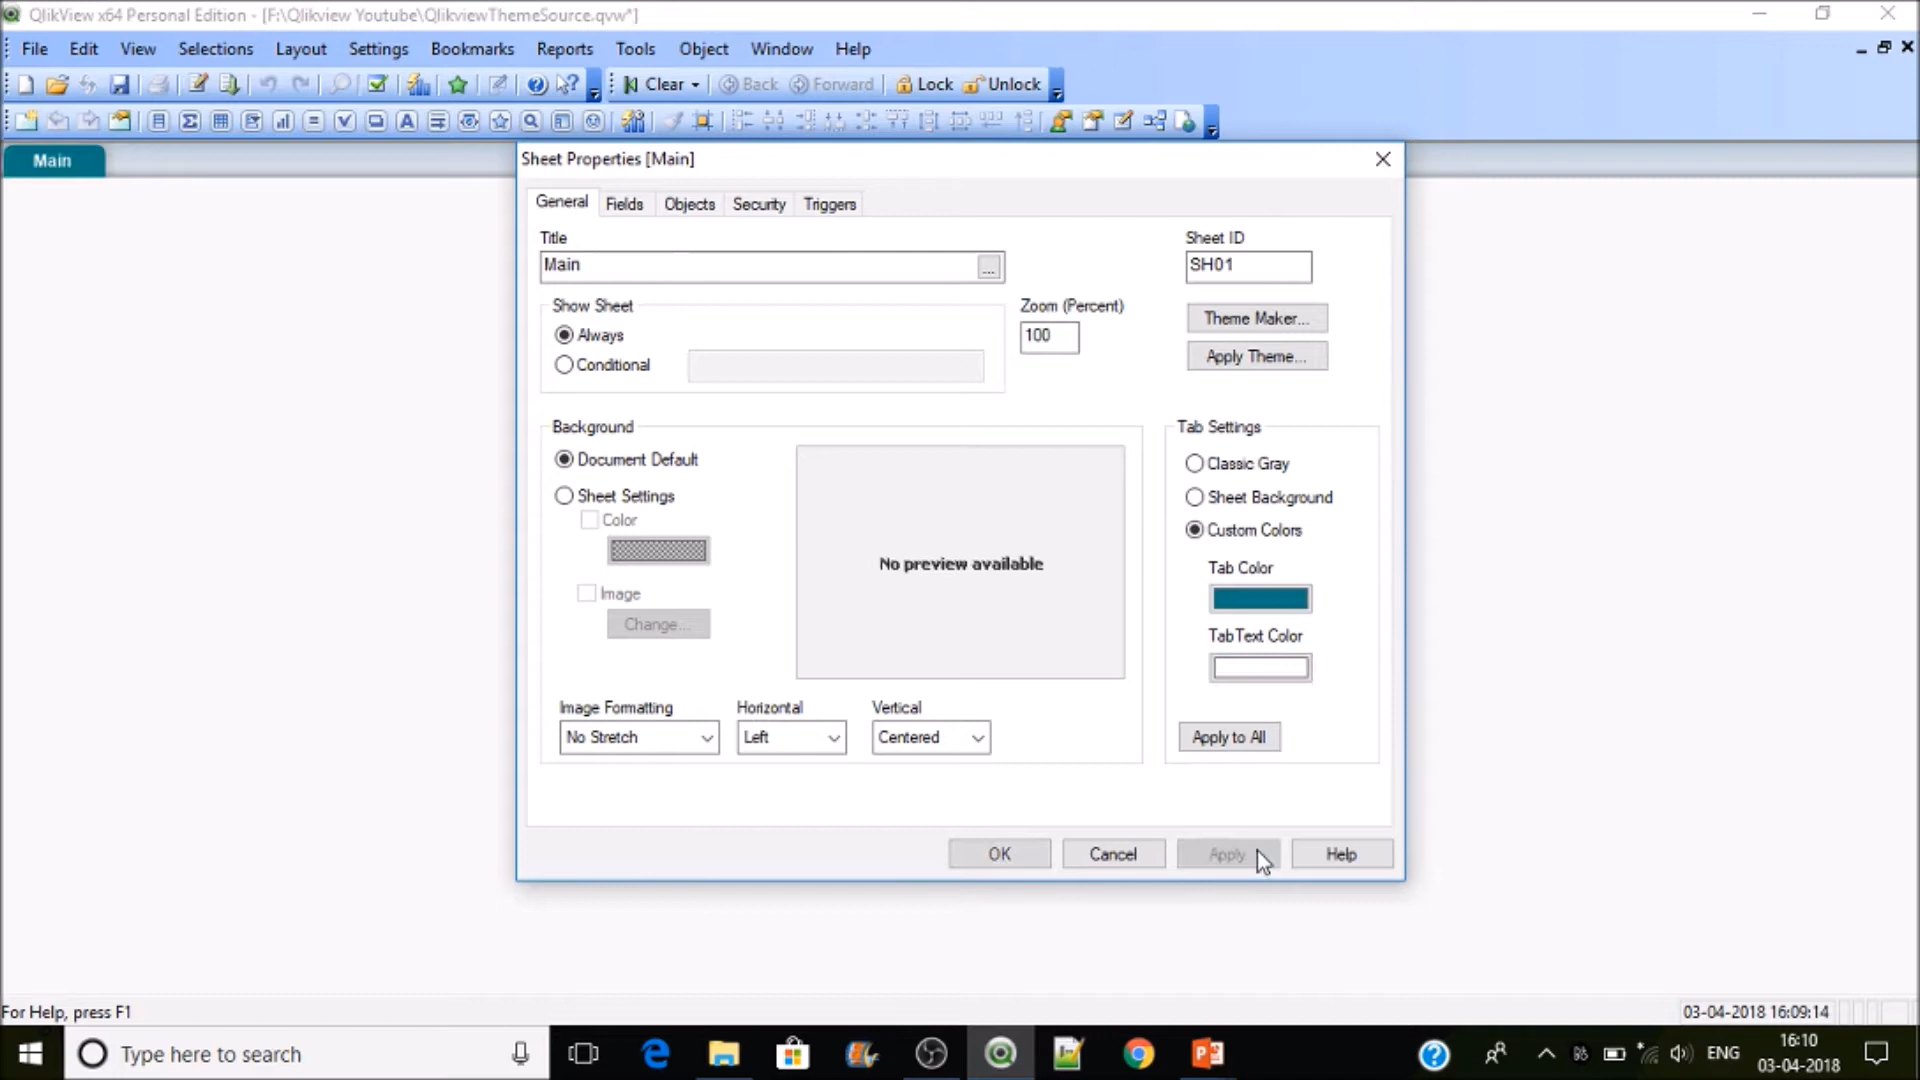 QlikView x64 Personal Edition - [F:\Qlikview Youtube\QlikviewThemeSource.qvw*]
File Edit View Selections Layout Settings Bookmarks Reports Tools Object Window Help
Clear Back Forward Lock Unlock
Main
Sheet Properties [Main]
General Fields Objects Security Triggers
Title
Sheet ID
Main ...
SH01
Show Sheet
Zoom (Percent)
Always
100
Conditional
Theme Maker...
Apply Theme...
Background
Document Default
Sheet Settings
Color
Image
Change...
No preview available
Image Formatting Horizontal Vertical
No Stretch Left Centered
Tab Settings
Classic Gray
Sheet Background
Custom Colors
Tab Color
Tab Text Color
Apply to All
OK Cancel Apply Help
For Help, press F1
03-04-2018 16:09:14
Type here to search
ENG
16:10
03-04-2018